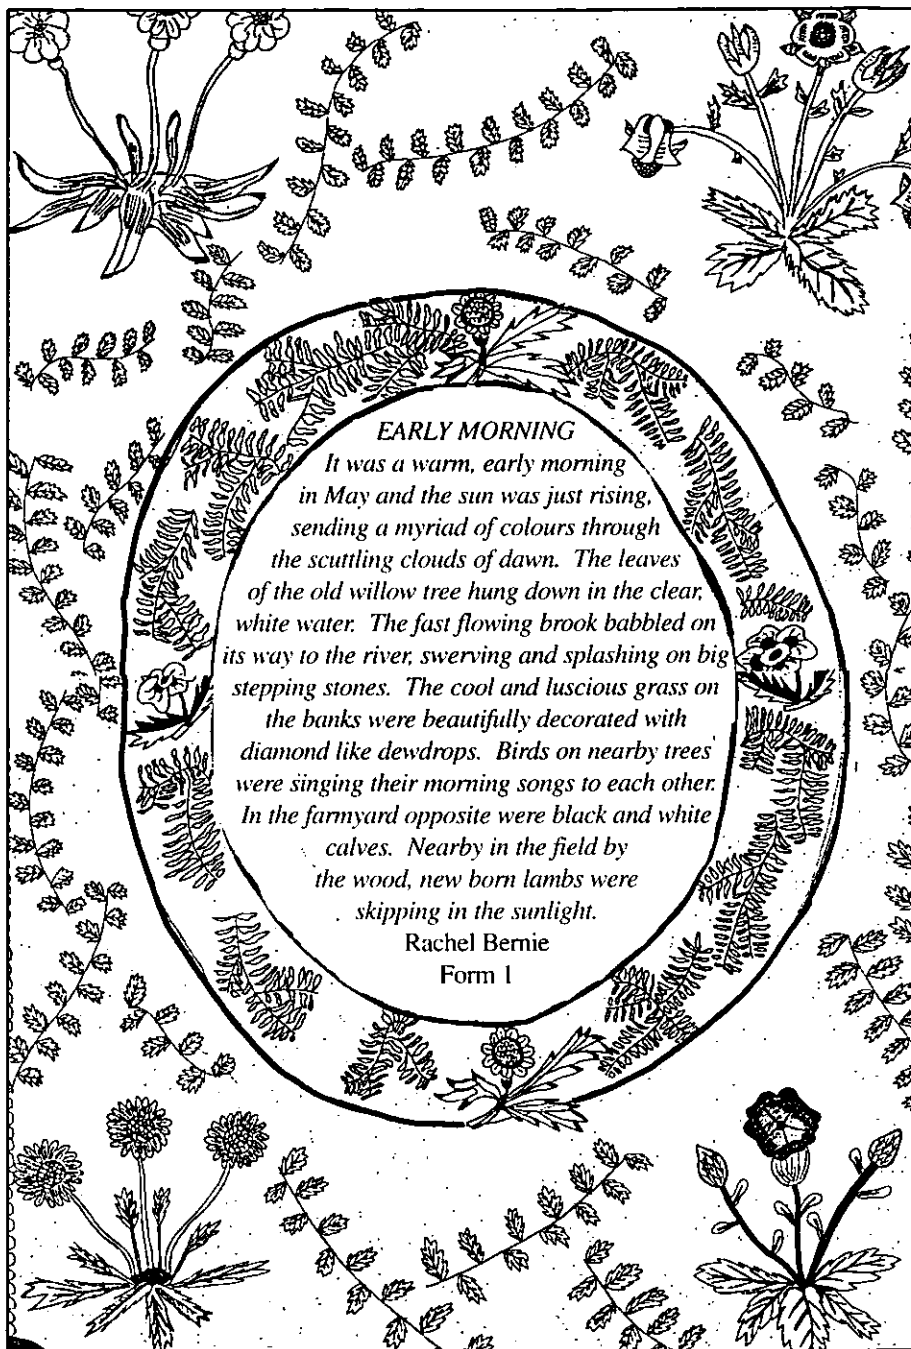 EARLY MORNING
It was a warm, early morning
in May and the sun was just rising,
sending a myriad of colours through
the scuttling clouds of dawn. The leaves
of the old willow tree hung down in the clear,
white water. The fast flowing brook babbled on
its way to the river, swerving and splashing on big
stepping stones. The cool and luscious grass on
the banks were beautifully decorated with
diamond like dewdrops. Birds on nearby trees
were singing their morning songs to each other.
In the farmyard opposite were black and white
calves. Nearby in the field by
the wood, new born lambs were
skipping in the sunlight.
Rachel Bernie
Form 1